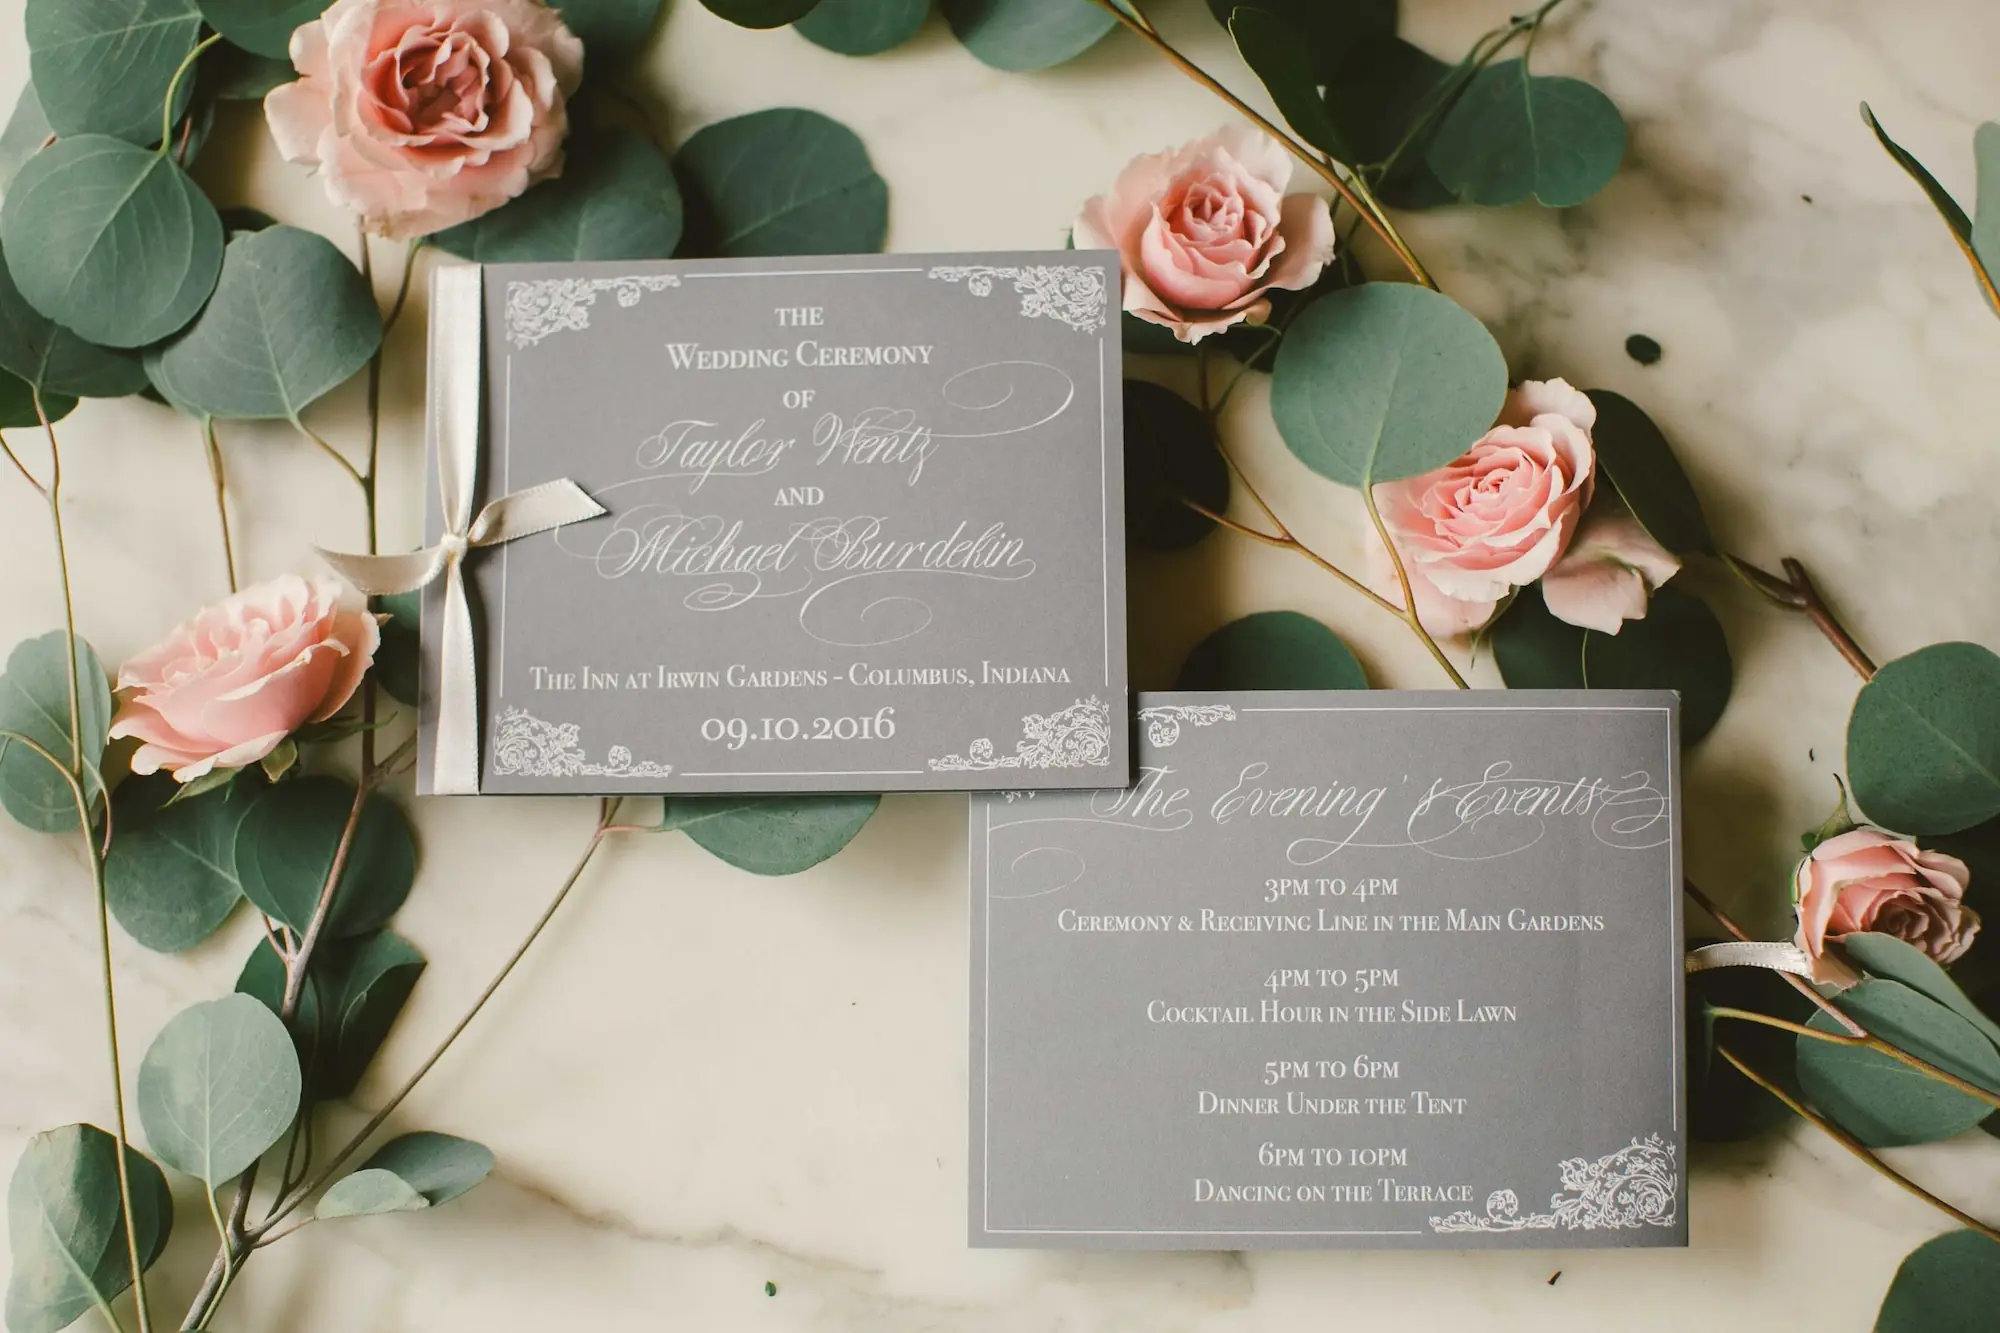 THE
WEDDING CEREMONY
OF
Taylor Wentz
AND
Michael Burdekin
THE INN AT IRWIN GARDENS - COLUMBUS, INDIANA
09.10.2016
The Evening's Events
3PM TO 4PM
CEREMONY & RECEIVING LINE IN THE MAIN GARDENS
4PM TO 5PM
COCKTAIL HOUR IN THE SIDE LAWN
5PM TO 6PM
DINNER UNDER THE TENT
6PM TO 10PM
DANCING ON THE TERRACE